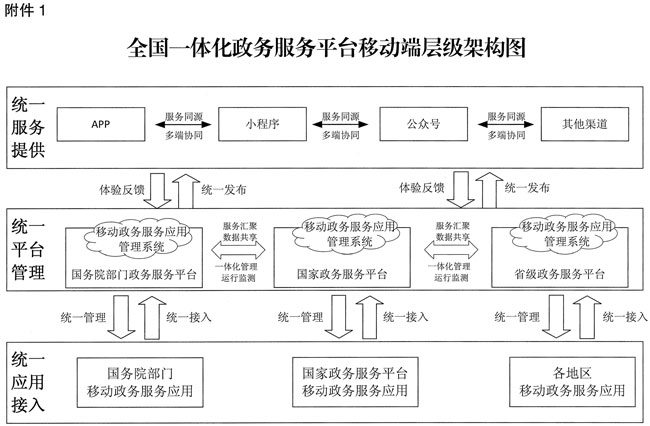 附件 1
全国一体化政务服务平台移动端层级架构图
统一
服务
提供
APP
服务同源
多端协同
小程序
服务同源
多端协同
公众号
服务同源
多端协同
其他渠道
体验反馈
统一发布
体验反馈
统一发布
统一
平台
管理
移动政务服务应用
管理系统
国务院部门政务服务平台
服务汇聚
数据共享
一体化管理
运行监测
移动政务服务应用
管理系统
国家政务服务平台
服务汇聚
数据共享
一体化管理
运行监测
移动政务服务应用
管理系统
省级政务服务平台
统一管理
统一接入
统一管理
统一接入
统一管理
统一接入
统一
应用
接入
国务院部门
移动政务服务应用
国家政务服务平台
移动政务服务应用
各地区
移动政务服务应用